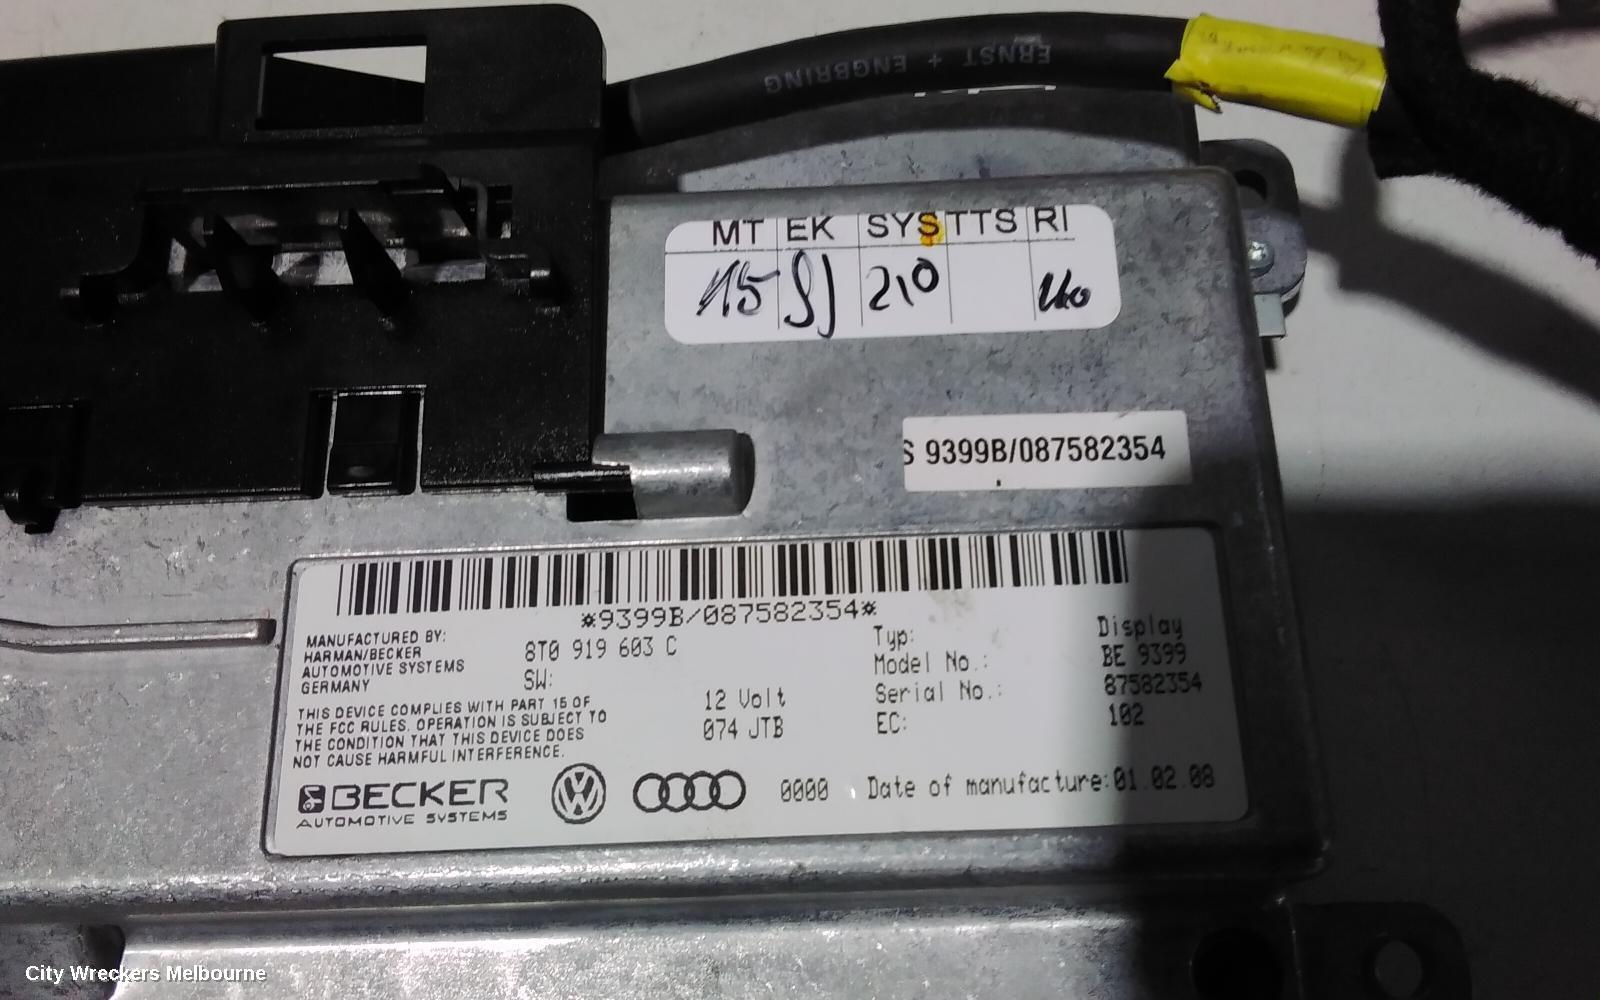 ERNST + ENGBRING
MT EK SYSTTS RI
15 210
S 9399B/087582354
*9399B/087582354*
MANUFACTURED BY:
HARMAN/BECKER
AUTOMOTIVE SYSTEMS
GERMANY
8T0 919 603 C
SW:
THIS DEVICE COMPLIES WITH PART 15 OF
THE FCC RULES. OPERATION IS SUBJECT TO
THE CONDITION THAT THIS DEVICE DOES
NOT CAUSE HARMFUL INTERFERENCE.
12 Volt
074 JTB
Typ: Display
Model No.: BE 9399
Serial No.: 87582354
EC: 102
BECKER
AUTOMOTIVE SYSTEMS
VW
0000
Date of manufacture:01.02.08
City Wreckers Melbourne